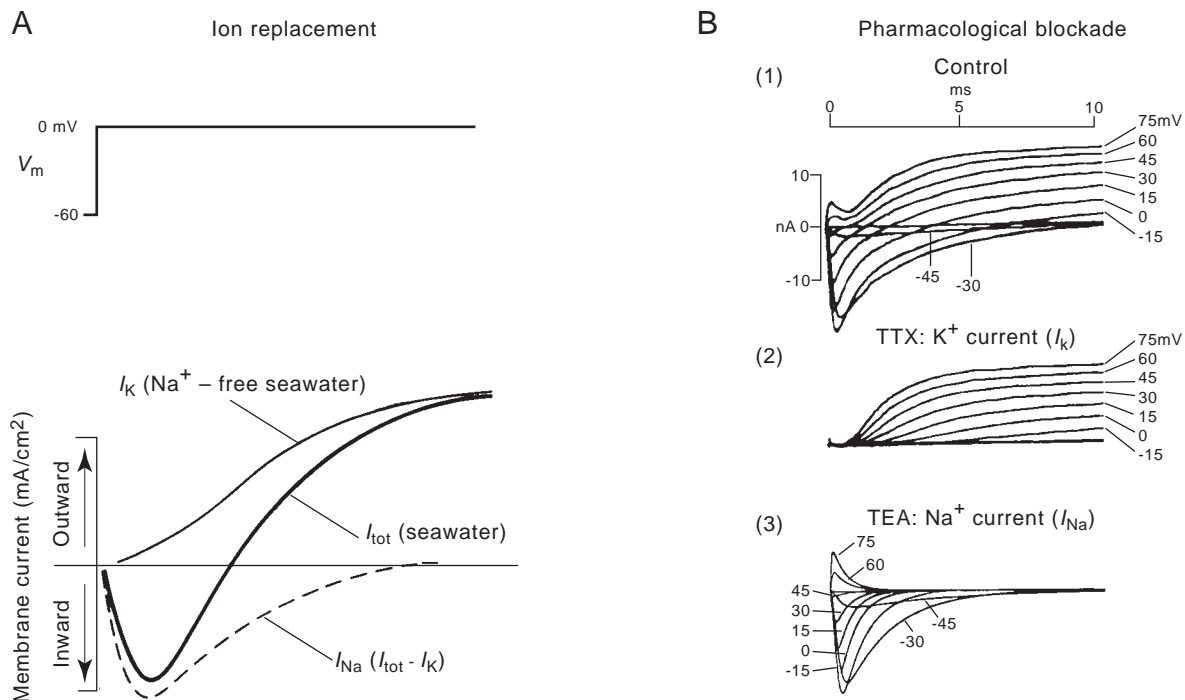 A
Ion replacement
0 mV
Vm
-60
IK (Na+ – free seawater)
Itot (seawater)
INa (Itot - IK)
Membrane current (mA/cm2)
Outward
Inward
B
Pharmacological blockade
(1)
Control
ms
0 5 10
75mV
60
45
30
15
0
-15
10
nA 0
-10
-45
-30
(2)
TTX: K+ current (Ik)
75mV
60
45
30
15
0
-15
(3)
TEA: Na+ current (INa)
75
60
45
30
15
0
-15
-45
-30